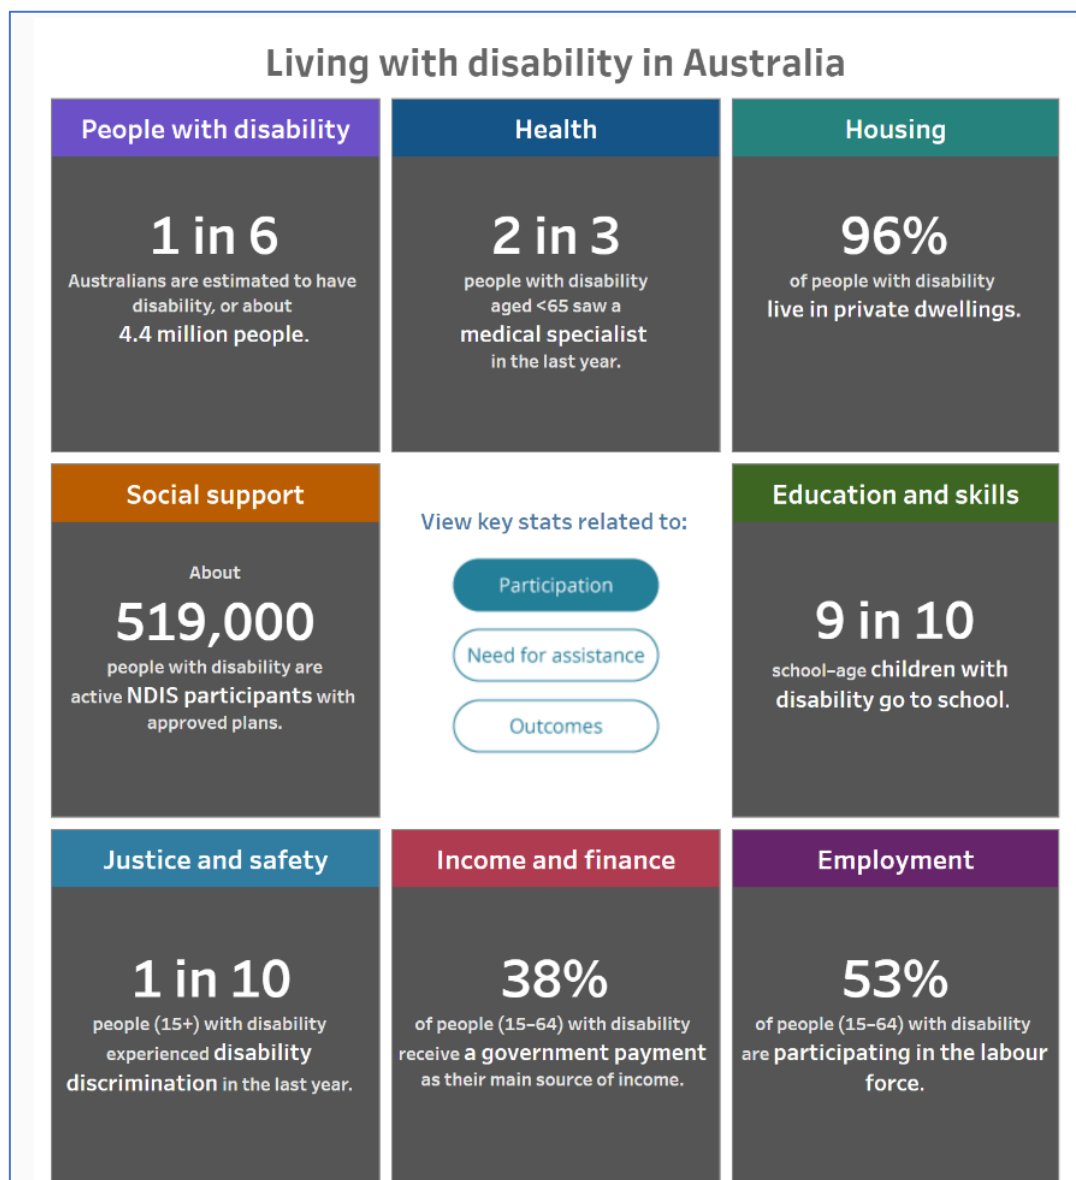 Living with disability in Australia
People with disability
1 in 6
Australians are estimated to have
disability, or about
4.4 million people.
Health
2 in 3
people with disability
aged <65 saw a
medical specialist
in the last year.
Housing
96%
of people with disability
live in private dwellings.
Social support
About
519,000
people with disability are
active NDIS participants with
approved plans.
View key stats related to:
Participation
Need for assistance
Outcomes
Education and skills
9 in 10
school-age children with
disability go to school.
Justice and safety
1 in 10
people (15+) with disability
experienced disability
discrimination in the last year.
Income and finance
38%
of people (15–64) with disability
receive a government payment
as their main source of income.
Employment
53%
of people (15–64) with disability
are participating in the labour
force.